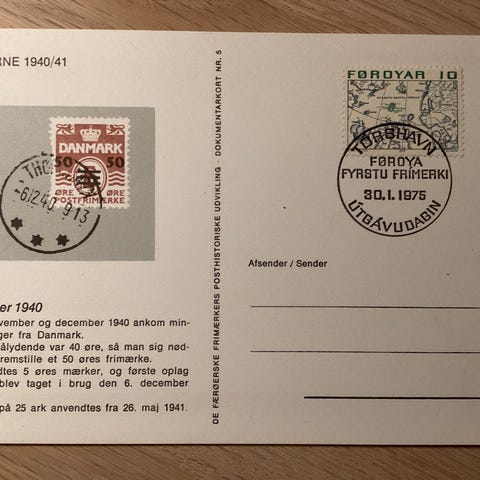 RNE 1940/41
DANMARK
50 50
ØRE ØRE
POSTFRIMÆRKE
THO
-6.12.40. 9-13
er 1940
vember og december 1940 ankom min-
ger fra Danmark.
ålydende var 40 øre, så man sig nød-
remstille et 50 øres frimærke.
dtes 5 øres mærker, og første oplag
blev taget i brug den 6. december
på 25 ark anvendtes fra 26. maj 1941.
DE FÆRØERSKE FRIMÆRKERS POSTHISTORISKE UDVIKLING · DOKUMENTARKORT NR. 5
FØROYAR 10
TÓRSHAVN
FØROYA
FYRSTU FRÍMERKI
30.1.1975
ÚTGÁVUDAGIN
Afsender / Sender